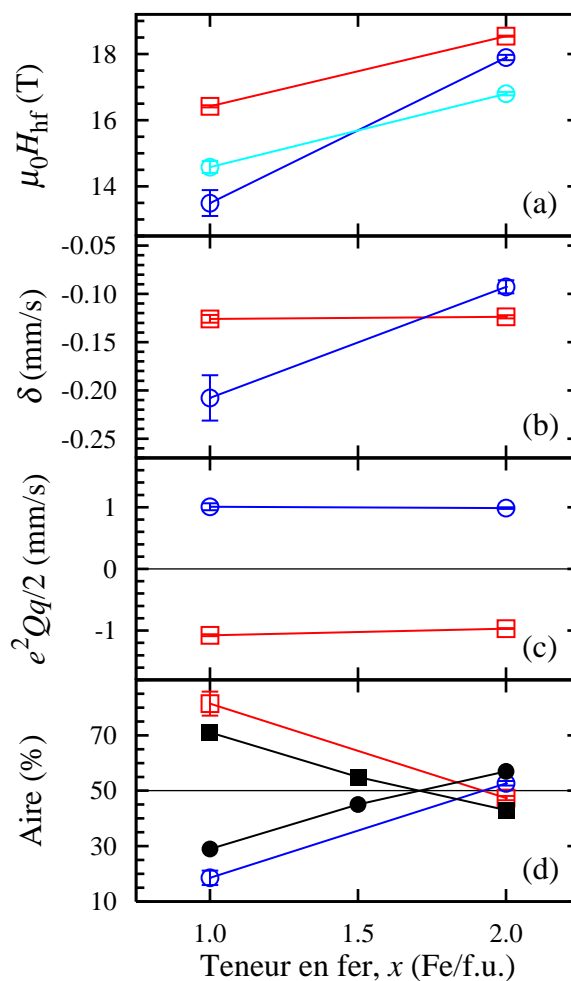 18
16
14
μ₀H_hf (T)
(a)
-0.05
-0.10
-0.15
-0.20
-0.25
δ (mm/s)
(b)
1
0
-1
e²Qq/2 (mm/s)
(c)
70
50
30
10
Aire (%)
(d)
1.0 1.5 2.0
Teneur en fer, x (Fe/f.u.)